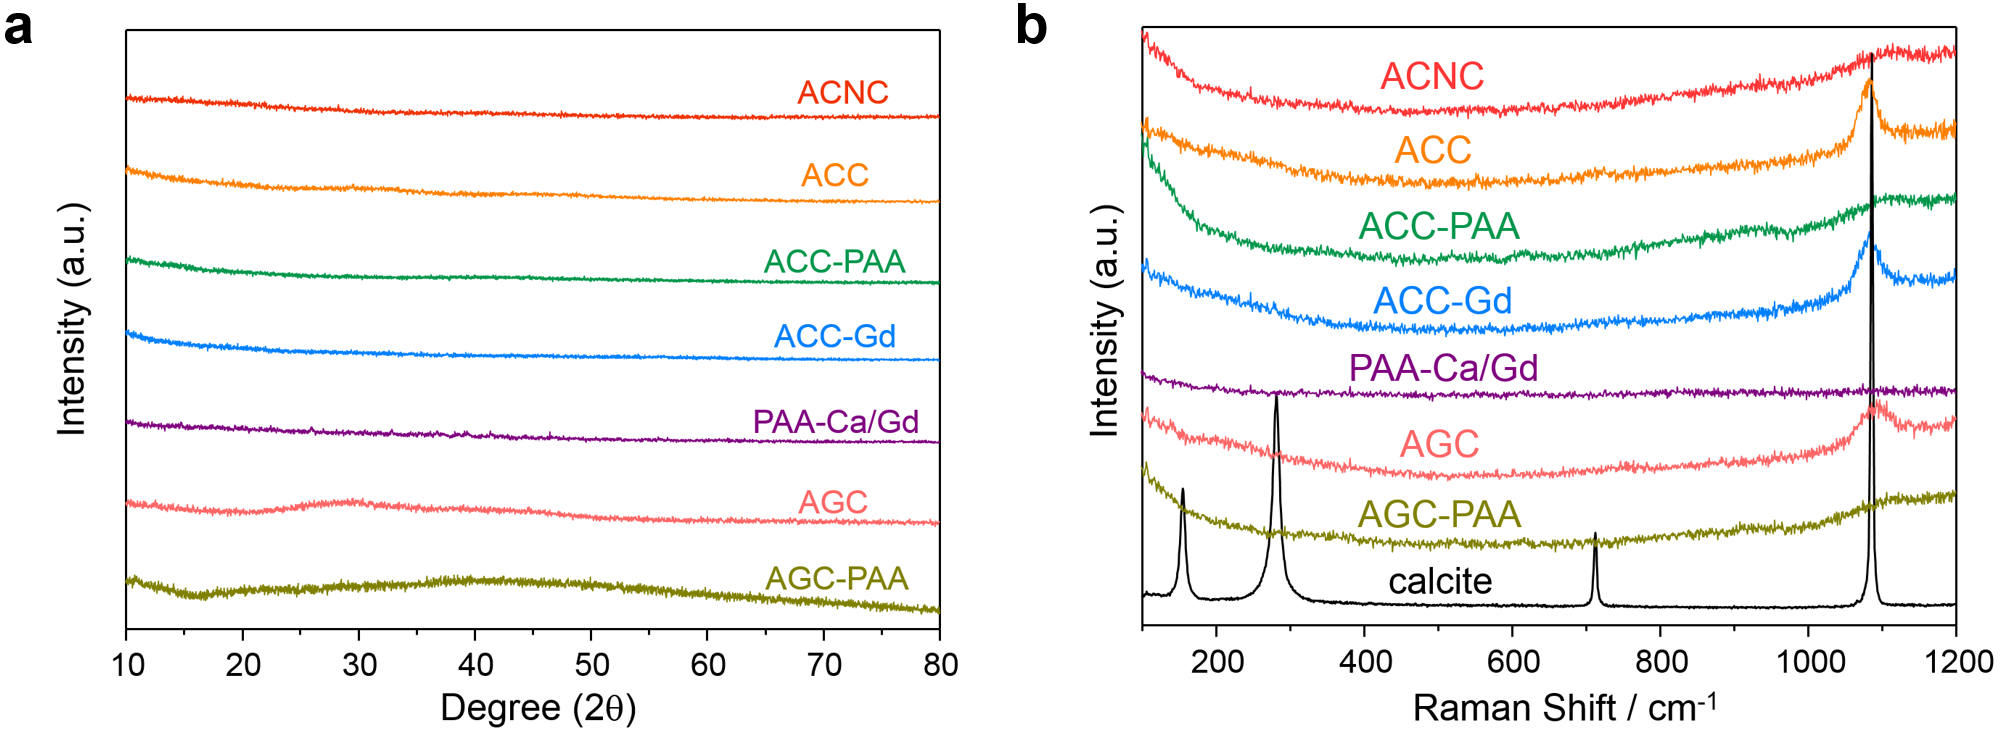 a
ACNC
ACC
ACC-PAA
ACC-Gd
PAA-Ca/Gd
AGC
AGC-PAA
Intensity (a.u.)
10 20 30 40 50 60 70 80
Degree (2θ)
b
ACNC
ACC
ACC-PAA
ACC-Gd
PAA-Ca/Gd
AGC
AGC-PAA
calcite
Intensity (a.u.)
200 400 600 800 1000 1200
Raman Shift / cm⁻¹